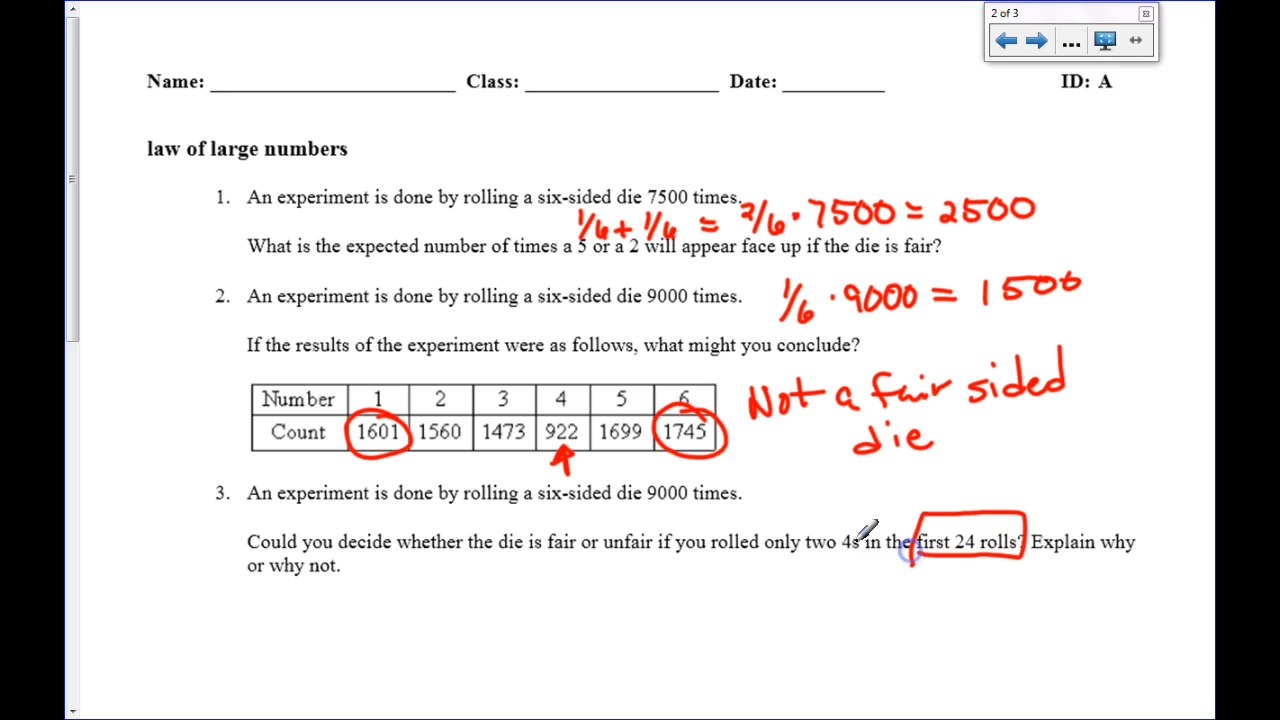 2 of 3
Name: ____________ Class: ____________ Date: ________ ID: A
law of large numbers
1. An experiment is done by rolling a six-sided die 7500 times.
1/6 + 1/6 = 2/6 · 7500 = 2500
What is the expected number of times a 5 or a 2 will appear face up if the die is fair?
2. An experiment is done by rolling a six-sided die 9000 times.
1/6 · 9000 = 1500
If the results of the experiment were as follows, what might you conclude?
Number 1 2 3 4 5 6
Count 1601 1560 1473 922 1699 1745
Not a fair sided
die
3. An experiment is done by rolling a six-sided die 9000 times.
Could you decide whether the die is fair or unfair if you rolled only two 4s in the first 24 rolls? Explain why
or why not.